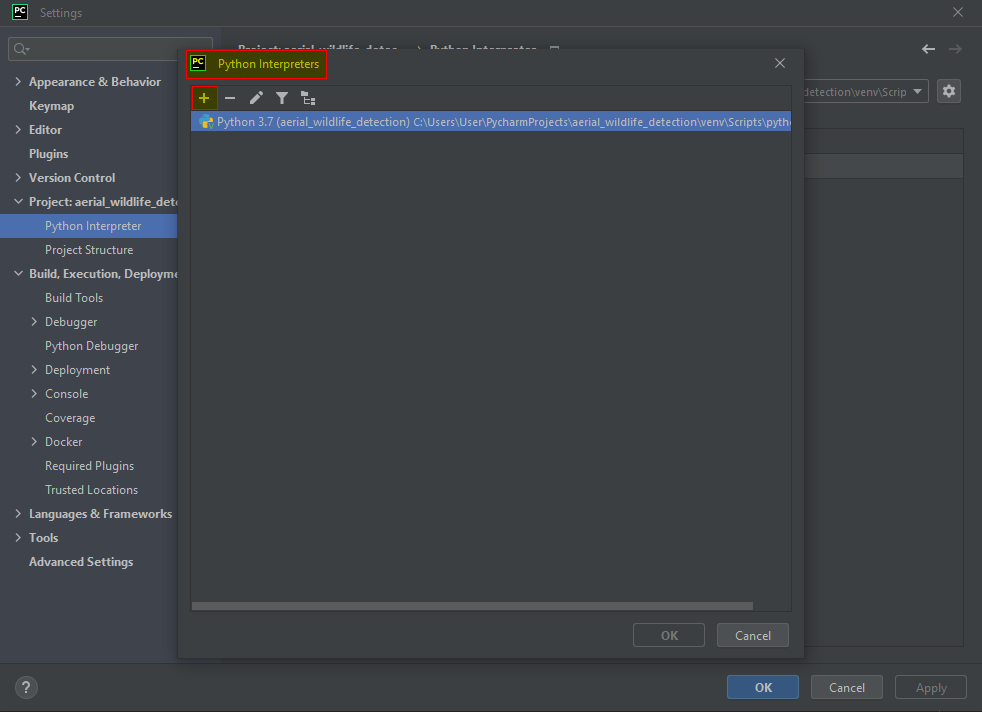 PC Settings
Appearance & Behavior
Keymap
Editor
Plugins
Version Control
Project: aerial_wildlife_dete
Python Interpreter
Project Structure
Build, Execution, Deployme
Build Tools
Debugger
Python Debugger
Deployment
Console
Coverage
Docker
Required Plugins
Trusted Locations
Languages & Frameworks
Tools
Advanced Settings
Project: aerial_wildlife_detec... › Python Interpreter
detection\venv\Scrip
PC Python Interpreters
Python 3.7 (aerial_wildlife_detection) C:\Users\User\PycharmProjects\aerial_wildlife_detection\venv\Scripts\pyth
OK Cancel
? OK Cancel Apply